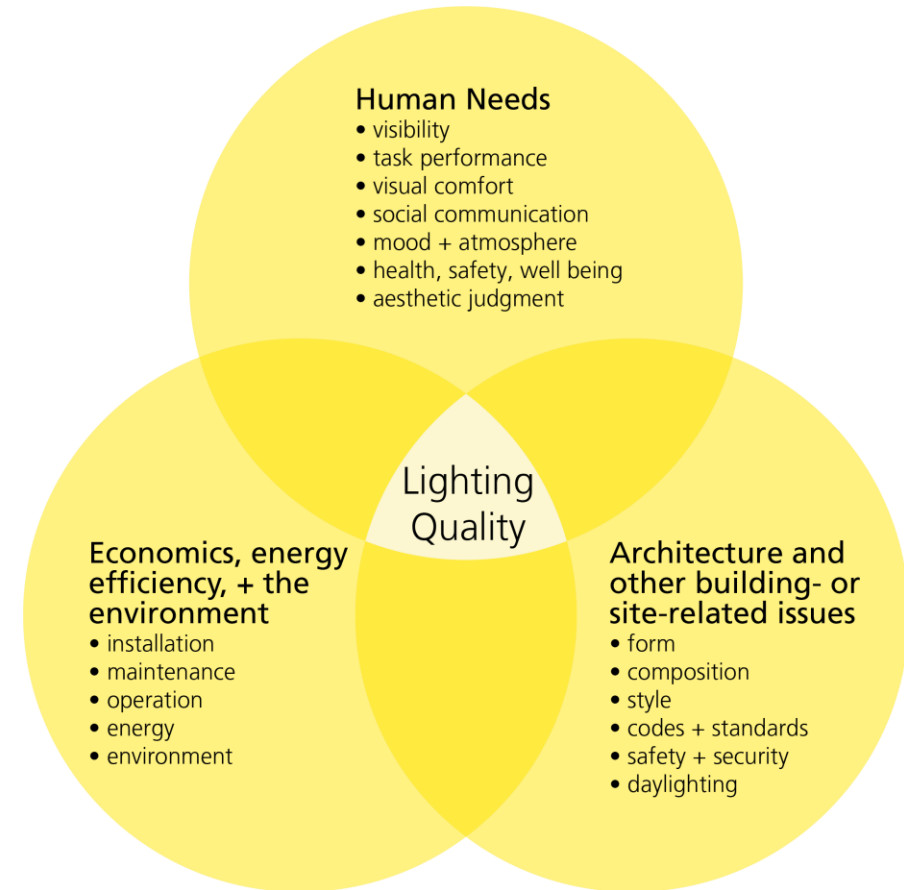 Human Needs
• visibility
• task performance
• visual comfort
• social communication
• mood + atmosphere
• health, safety, well being
• aesthetic judgment
Lighting
Quality
Economics, energy
efficiency, + the
environment
• installation
• maintenance
• operation
• energy
• environment
Architecture and
other building- or
site-related issues
• form
• composition
• style
• codes + standards
• safety + security
• daylighting